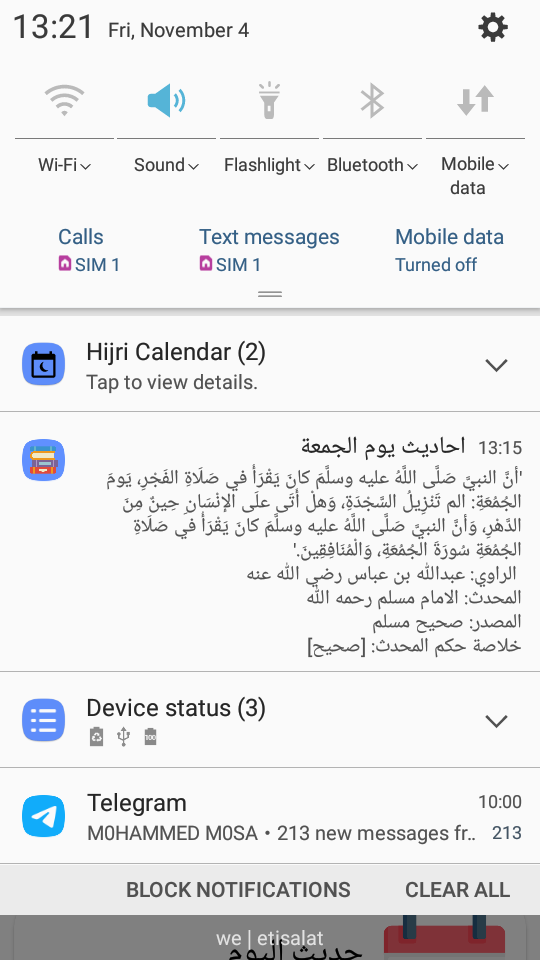 13:21 Fri, November 4
Wi-Fi Sound Flashlight Bluetooth Mobile data
Calls Text messages Mobile data
SIM 1 SIM 1 Turned off
Hijri Calendar (2)
Tap to view details.
احاديث يوم الجمعة 13:15
'أنَّ النبيَّ صَلَّى اللَّهُ عليه وسلَّمَ كانَ يَقْرَأُ في صَلَاةِ الفَجْرِ، يَومَ
الجُمُعَةِ: الم تَنْزِيلُ السَّجْدَةِ، وَهلْ أَتَى علَى الإنْسَانِ حِينٌ مِنَ
الدَّهْرِ، وَأنَّ النبيَّ صَلَّى اللَّهُ عليه وسلَّمَ كانَ يَقْرَأُ في صَلَاةِ
الجُمُعَةِ سُورَةَ الجُمُعَةِ، وَالْمُنَافِقِينَ.'
الراوي: عبدالله بن عباس رضي الله عنه
المحدث: الامام مسلم رحمه الله
المصدر: صحيح مسلم
خلاصة حكم المحدث: [صحيح]
Device status (3)
100
Telegram 10:00
M0HAMMED M0SA • 213 new messages fr.. 213
BLOCK NOTIFICATIONS CLEAR ALL
we | etisalat
حديث اليوم